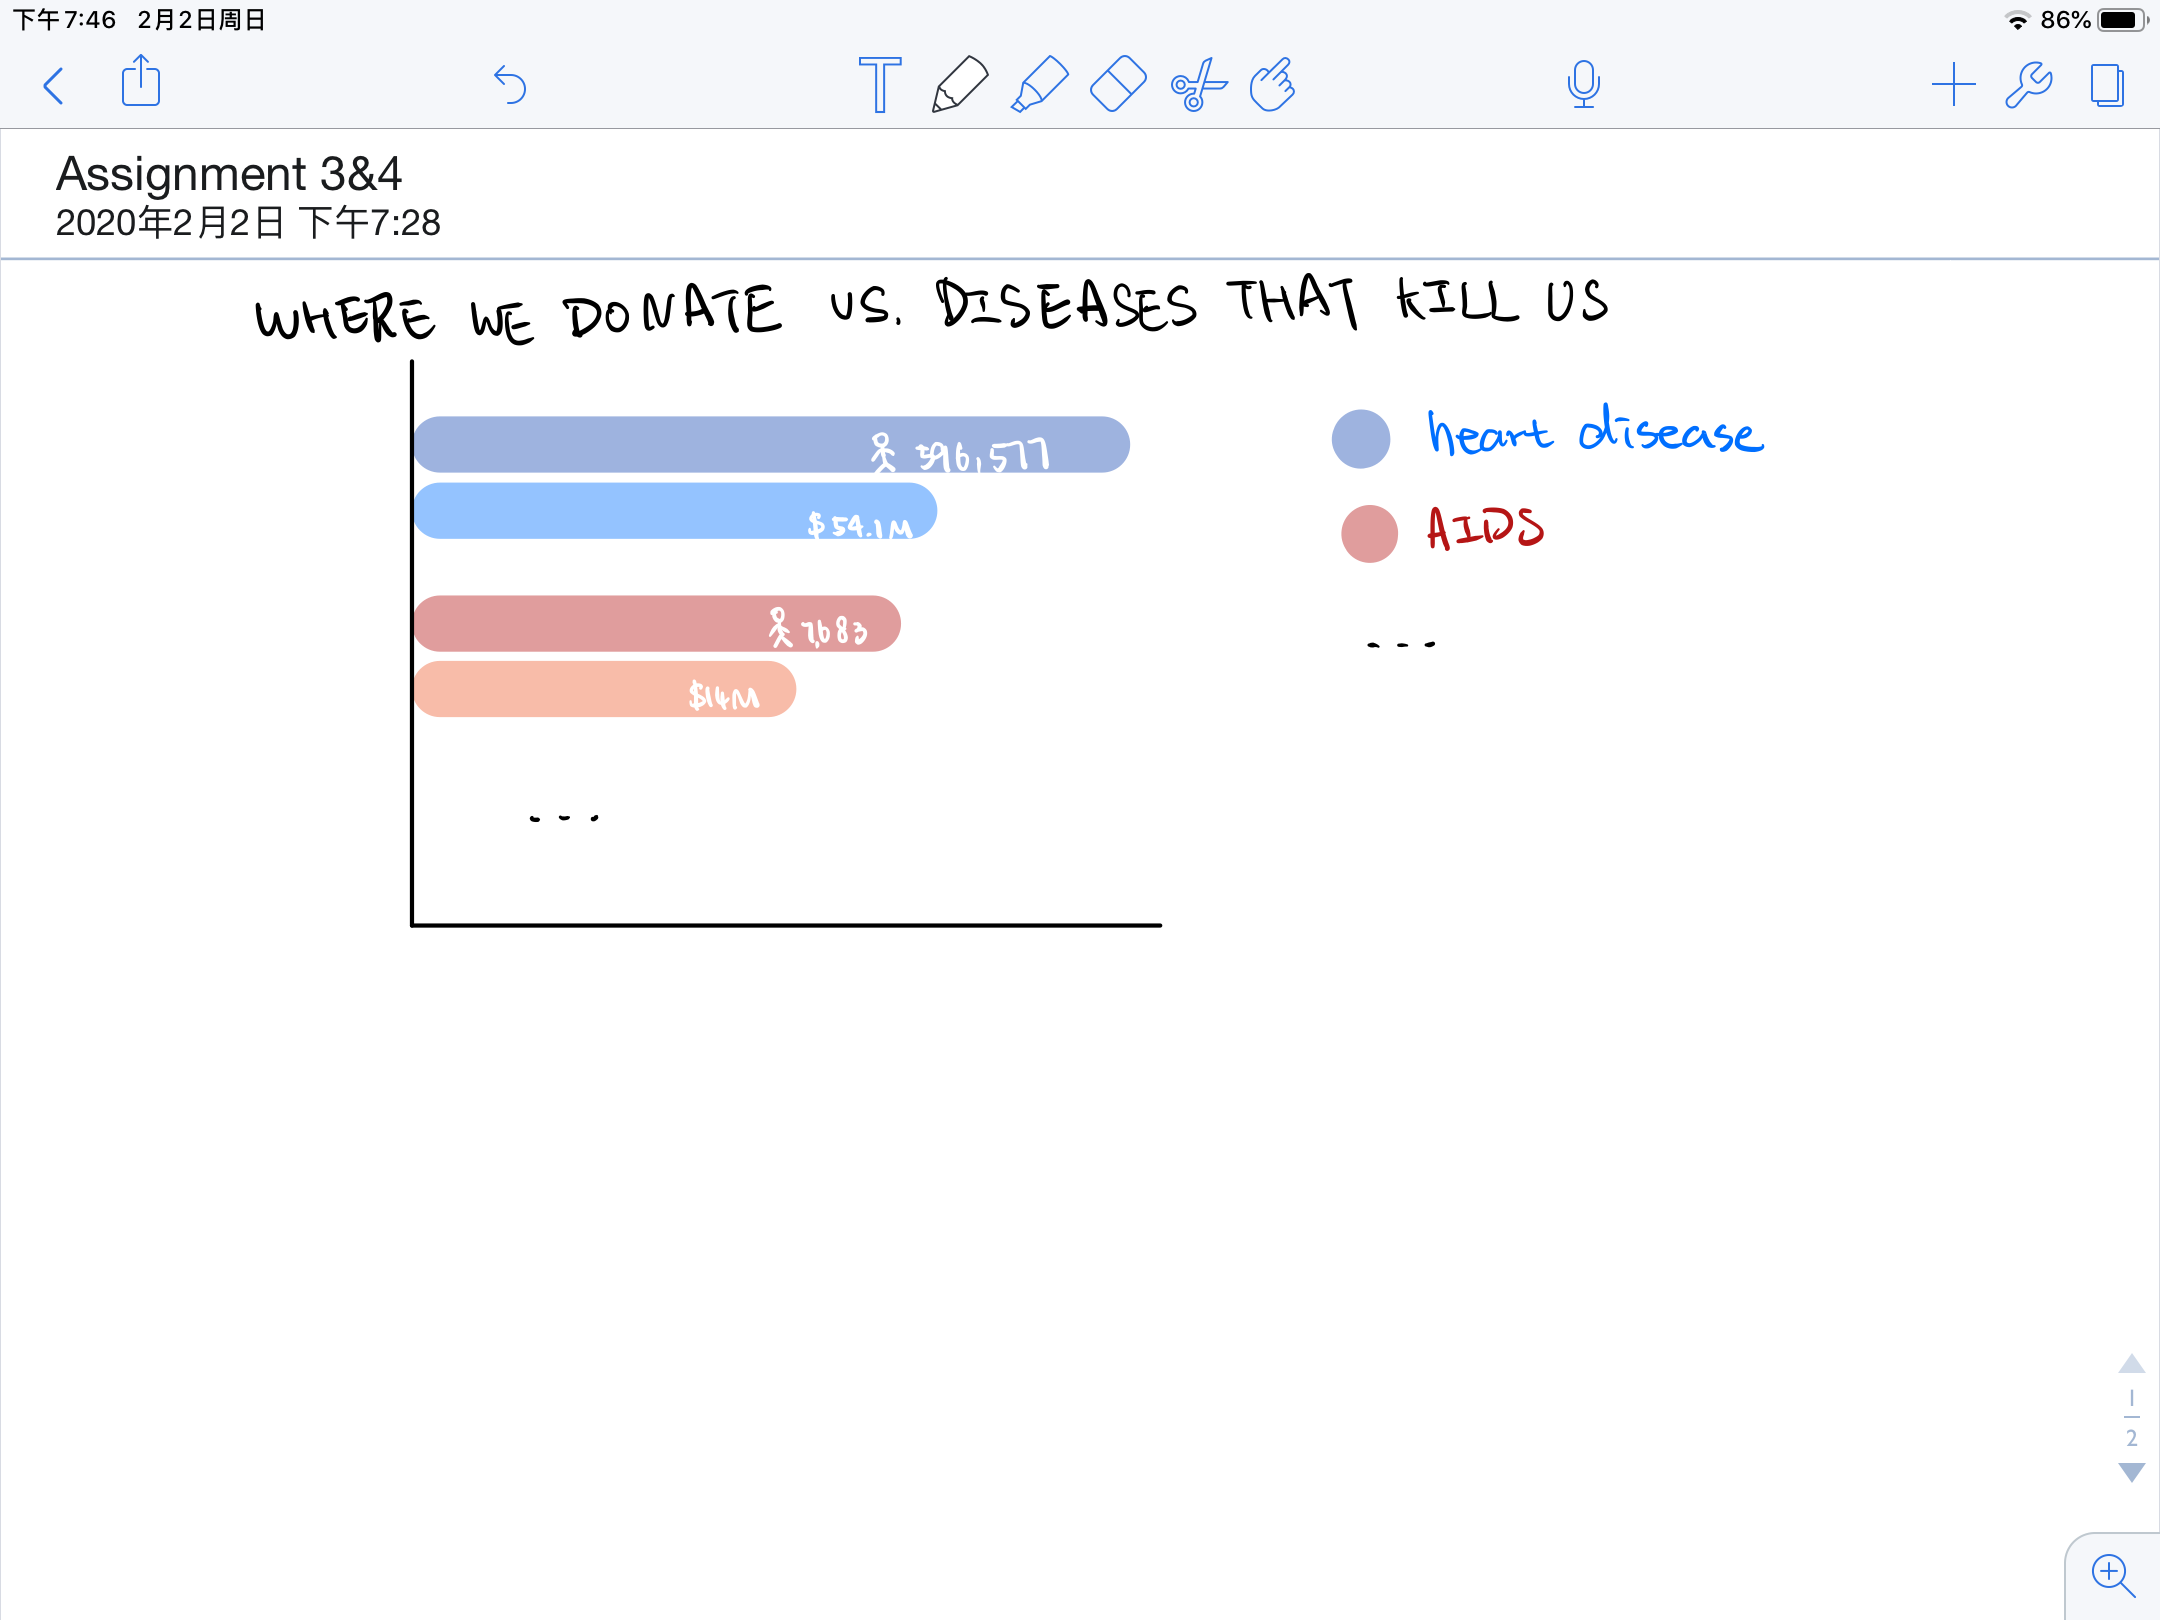 下午7:46 2月2日周日 86%
Assignment 3&4
2020年2月2日 下午7:28
WHERE WE DONATE VS. DISEASES THAT KILL US
596,577
$54.1M
7,683
$14M
...
heart disease
AIDS
...
1
2